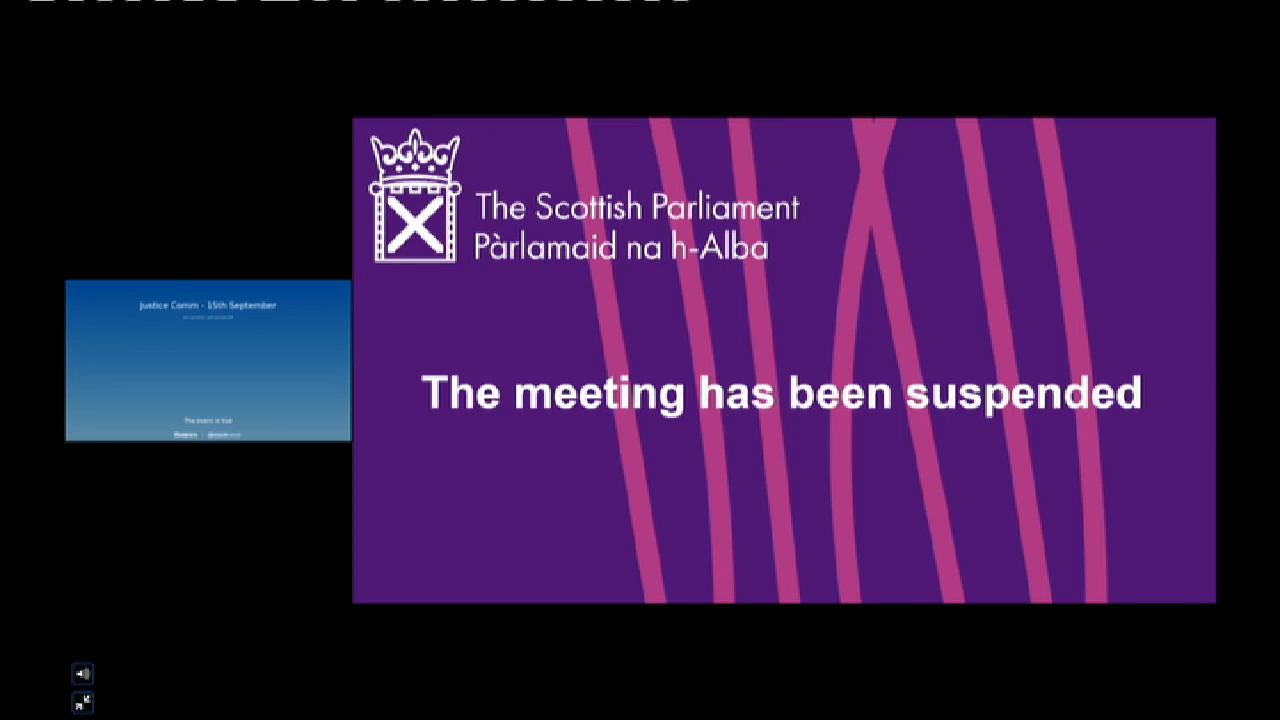 The Scottish Parliament
Pàrlamaid na h-Alba
Justice Comm - 15th September
The meeting has been suspended
The event is live